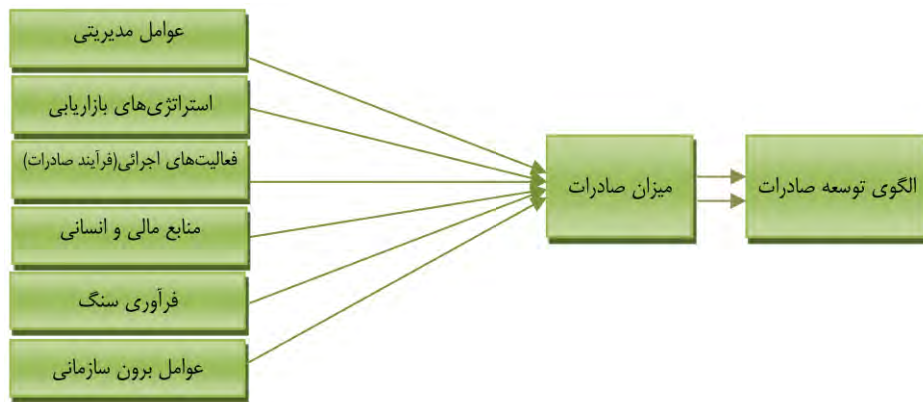 عوامل مدیریتی
استراتژی‌های بازاریابی
فعالیت‌های اجرائی(فرآیند صادرات)
منابع مالی و انسانی
فرآوری سنگ
عوامل برون سازمانی
میزان صادرات
الگوی توسعه صادرات